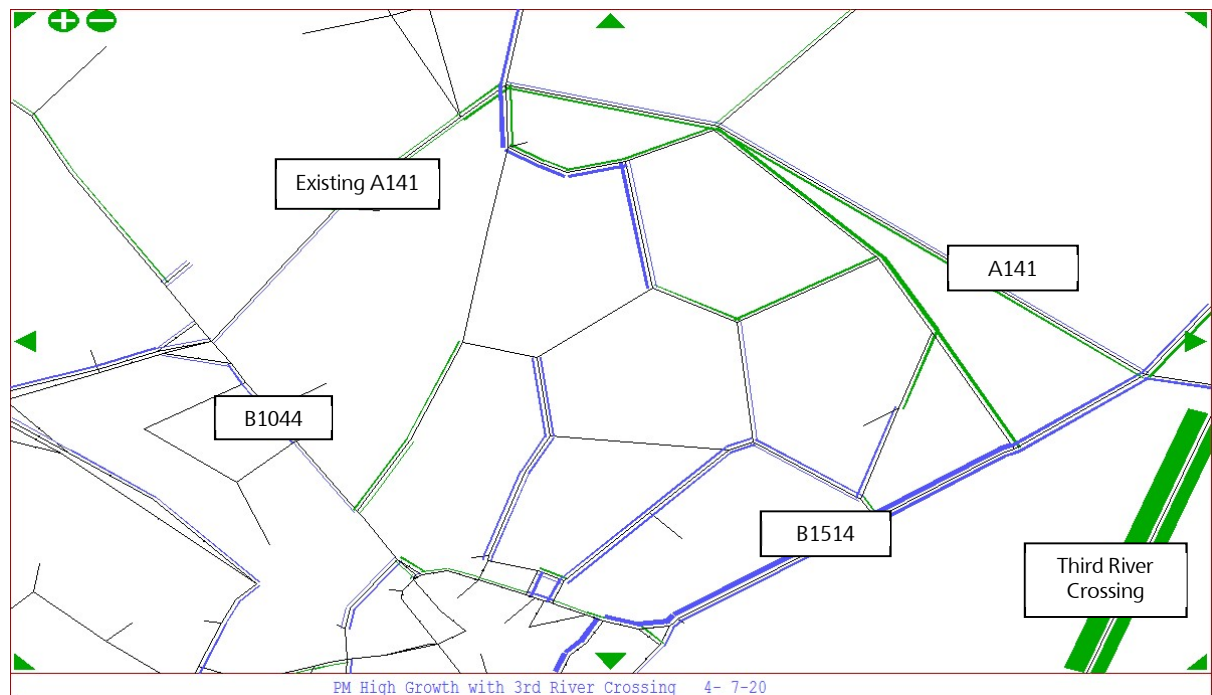 Existing A141
A141
B1044
B1514
Third River
Crossing
PM High Growth with 3rd River Crossing 4- 7-20